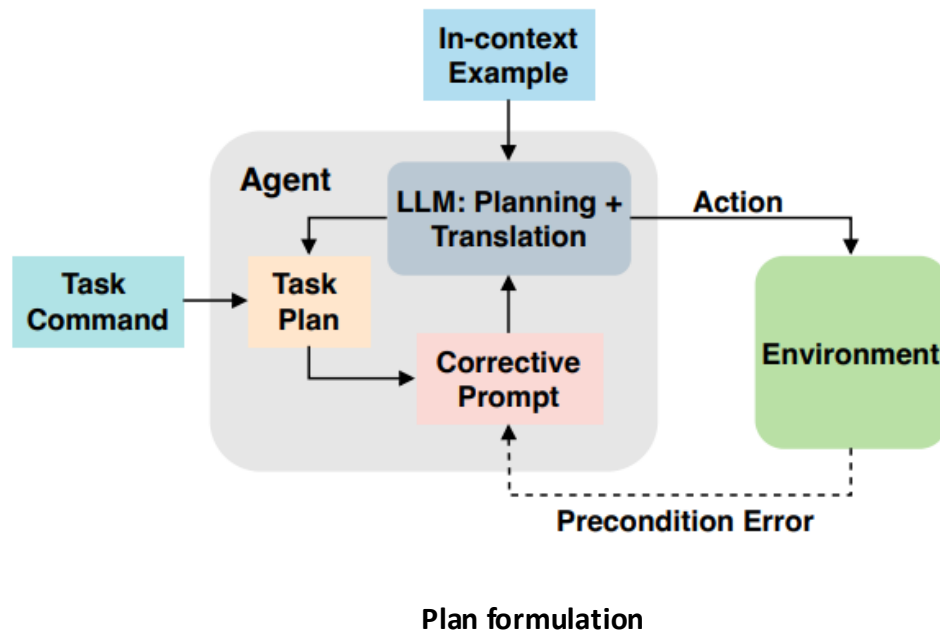 In-context
Example
Agent
LLM: Planning +
Translation
Action
Task
Command
Task
Plan
Corrective
Prompt
Environment
Precondition Error
Plan formulation